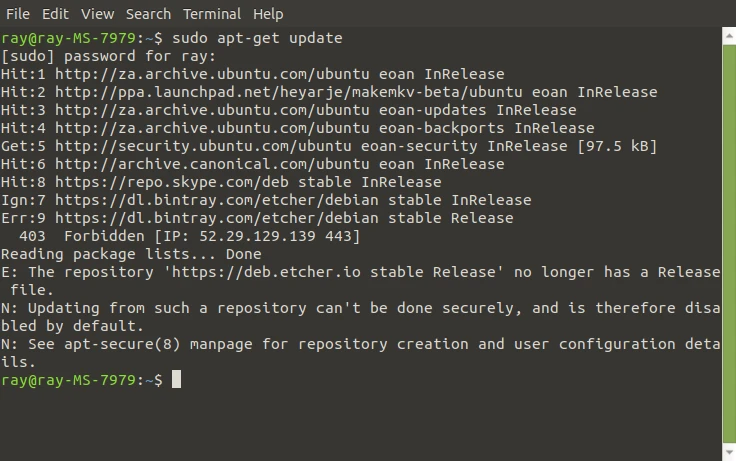 File Edit View Search Terminal Help
ray@ray-MS-7979:~$ sudo apt-get update
[sudo] password for ray:
Hit:1 http://za.archive.ubuntu.com/ubuntu eoan InRelease
Hit:2 http://ppa.launchpad.net/heyarje/makemkv-beta/ubuntu eoan InRelease
Hit:3 http://za.archive.ubuntu.com/ubuntu eoan-updates InRelease
Hit:4 http://za.archive.ubuntu.com/ubuntu eoan-backports InRelease
Get:5 http://security.ubuntu.com/ubuntu eoan-security InRelease [97.5 kB]
Hit:6 http://archive.canonical.com/ubuntu eoan InRelease
Hit:8 https://repo.skype.com/deb stable InRelease
Ign:7 https://dl.bintray.com/etcher/debian stable InRelease
Err:9 https://dl.bintray.com/etcher/debian stable Release
  403  Forbidden [IP: 52.29.129.139 443]
Reading package lists... Done
E: The repository 'https://deb.etcher.io stable Release' no longer has a Release
 file.
N: Updating from such a repository can't be done securely, and is therefore disa
bled by default.
N: See apt-secure(8) manpage for repository creation and user configuration deta
ils.
ray@ray-MS-7979:~$